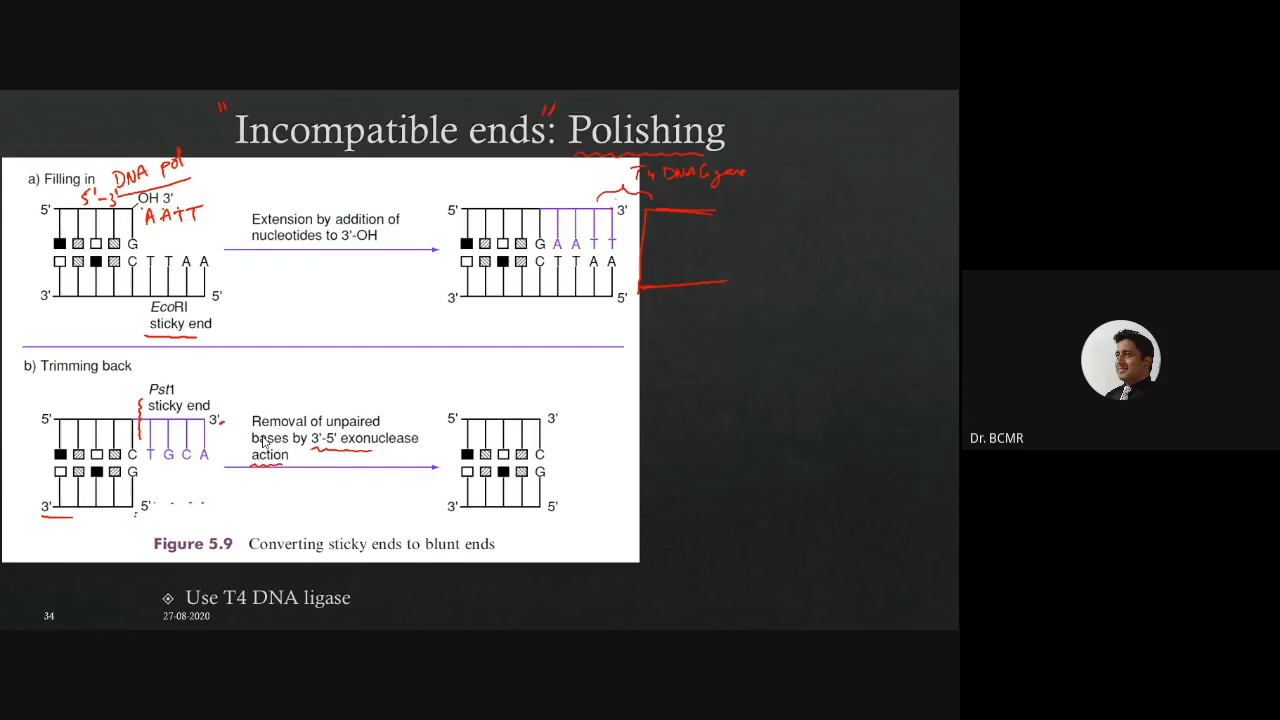 "Incompatible ends": Polishing
a) Filling in
DNA pol
5'-3'
OH 3'
AATT
5'
G
C T T A A
3'
5'
EcoRI
sticky end
Extension by addition of
nucleotides to 3'-OH
T4 DNA ligase
5'
3'
G A A T T
C T T A A
3'
5'
b) Trimming back
Pst1
sticky end
5'
3'
C T G C A
G
3'
5'
Removal of unpaired
bases by 3'-5' exonuclease
action
5'
3'
C
G
3'
5'
Figure 5.9 Converting sticky ends to blunt ends
Use T4 DNA ligase
34
27-08-2020
Dr. BCMR